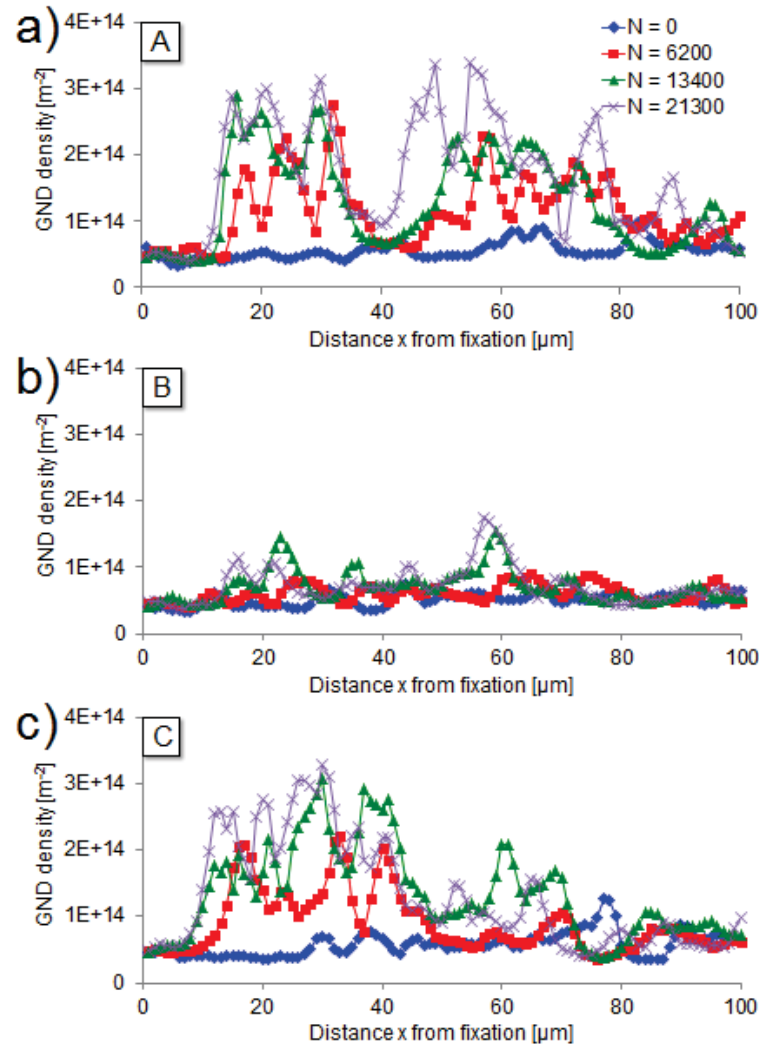 a)
A
N = 0
N = 6200
N = 13400
N = 21300
GND density [m⁻²]
4E+14
3E+14
2E+14
1E+14
0
0 20 40 60 80 100
Distance x from fixation [µm]
b)
B
GND density [m⁻²]
4E+14
3E+14
2E+14
1E+14
0
0 20 40 60 80 100
Distance x from fixation [µm]
c)
C
GND density [m⁻²]
4E+14
3E+14
2E+14
1E+14
0
0 20 40 60 80 100
Distance x from fixation [µm]